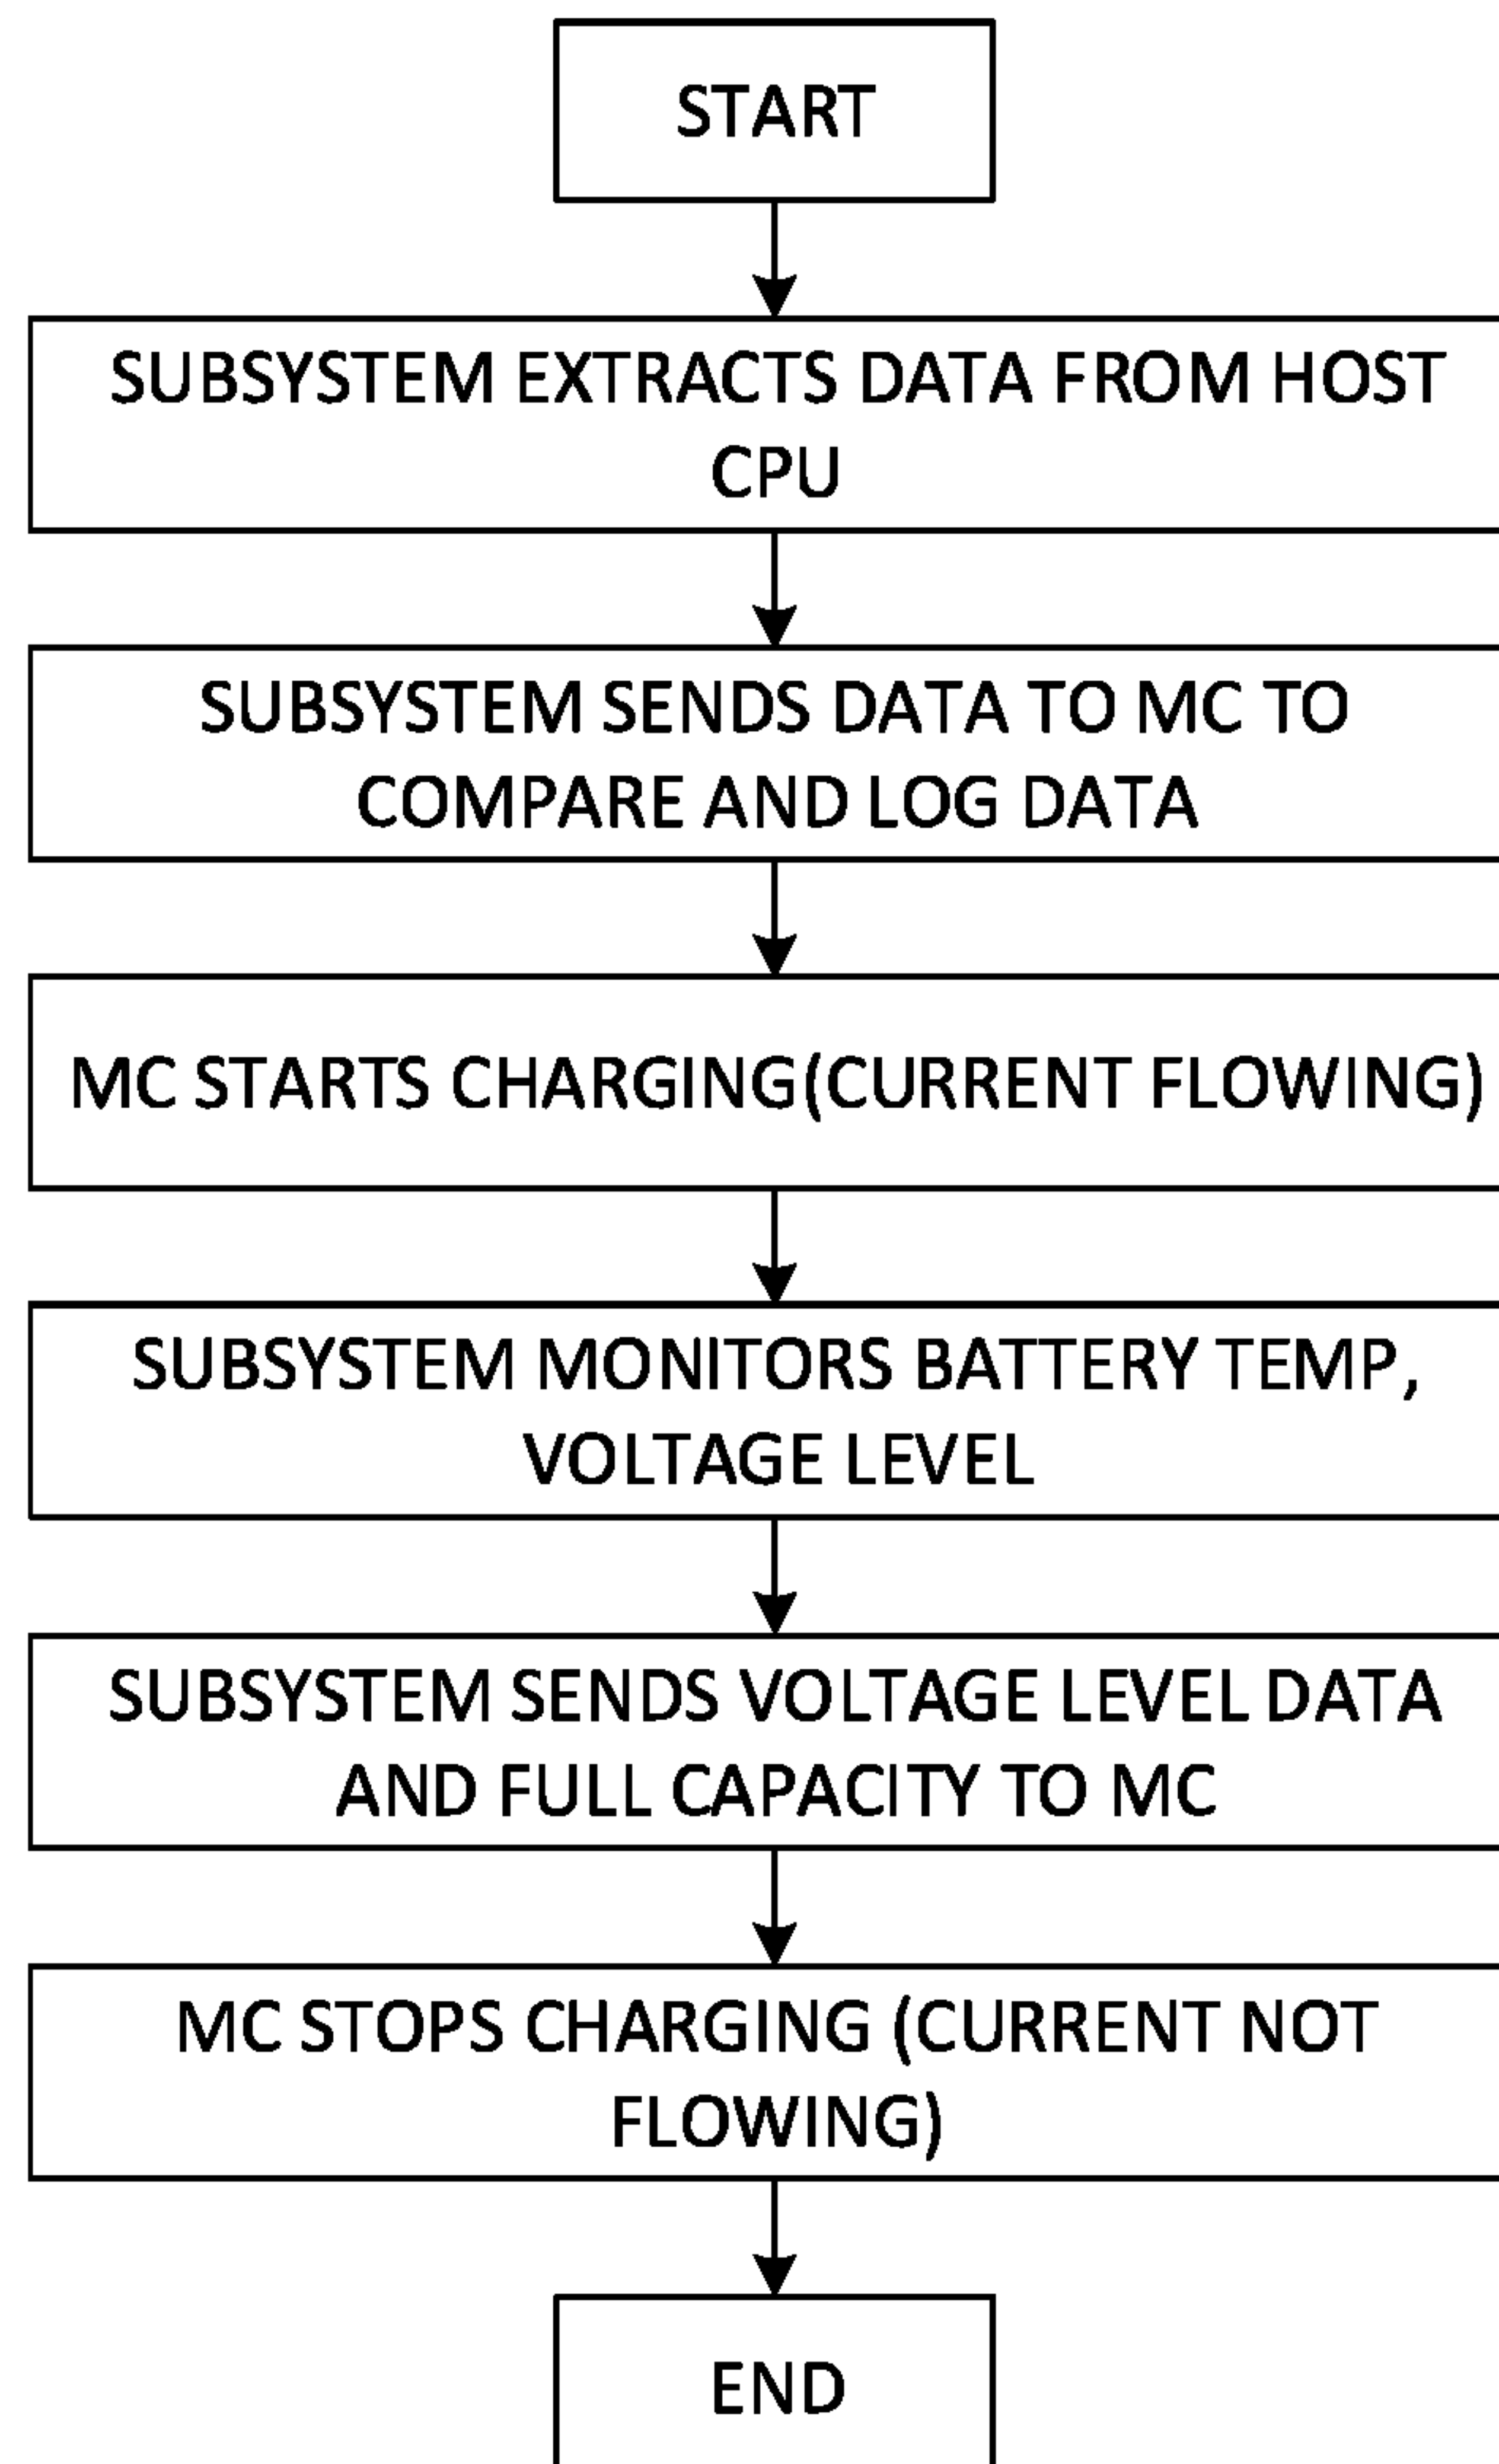 START
SUBSYSTEM EXTRACTS DATA FROM HOST
CPU
SUBSYSTEM SENDS DATA TO MC TO
COMPARE AND LOG DATA
MC STARTS CHARGING(CURRENT FLOWING)
SUBSYSTEM MONITORS BATTERY TEMP,
VOLTAGE LEVEL
SUBSYSTEM SENDS VOLTAGE LEVEL DATA
AND FULL CAPACITY TO MC
MC STOPS CHARGING (CURRENT NOT
FLOWING)
END